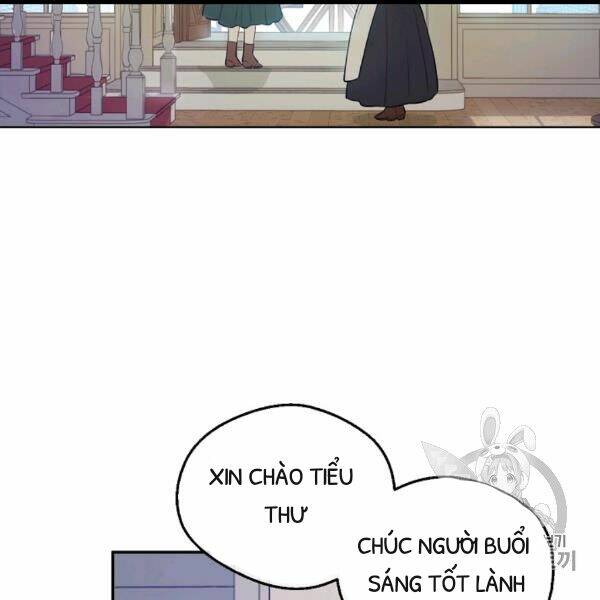 XIN CHÀO TIỂU
THƯ
CHÚC NGƯỜI BUỔI
SÁNG TỐT LÀNH